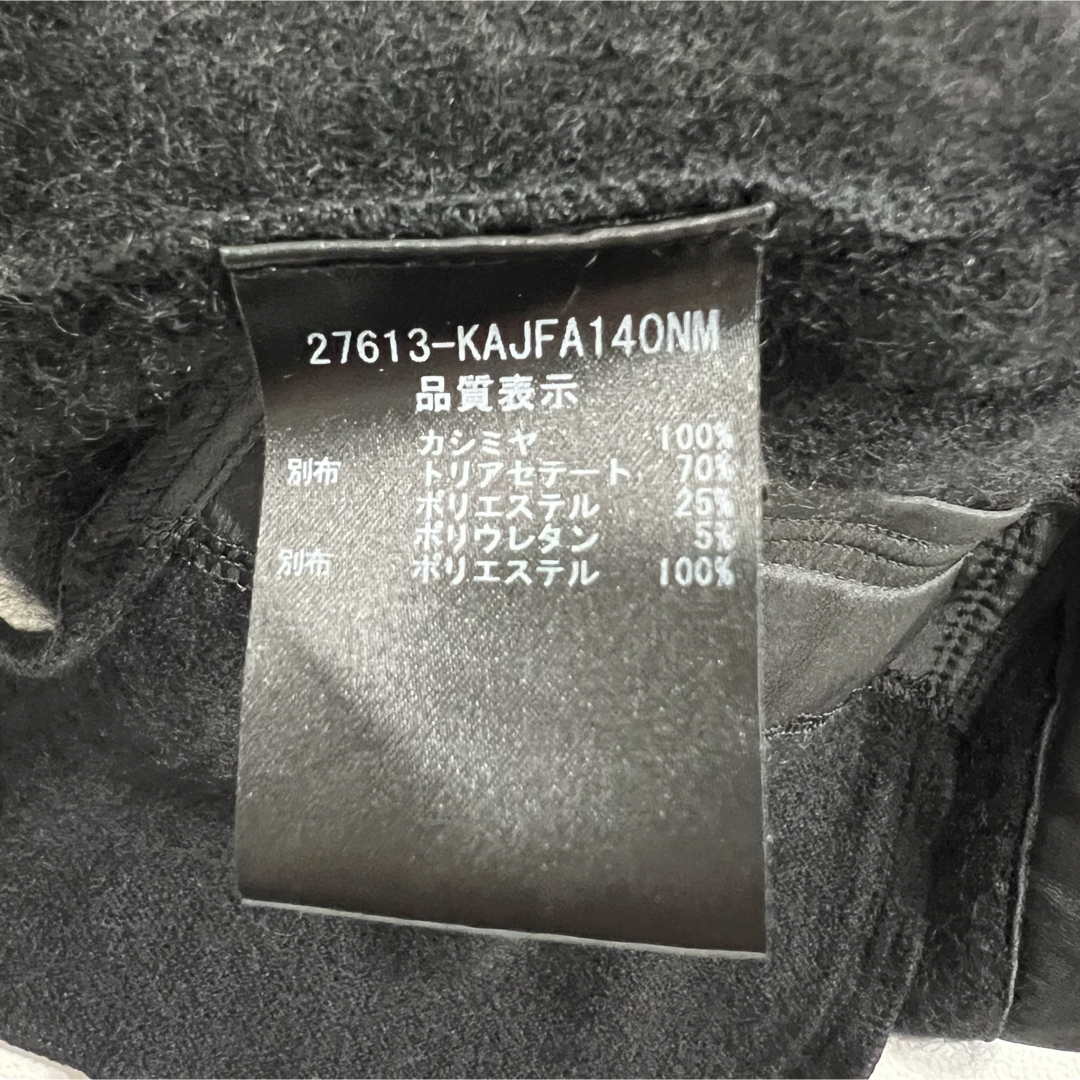 27613-KAJFA140NM
品質表示
カシミヤ 100%
別布 トリアセテート 70%
ポリエステル 25%
ポリウレタン 5%
別布 ポリエステル 100%